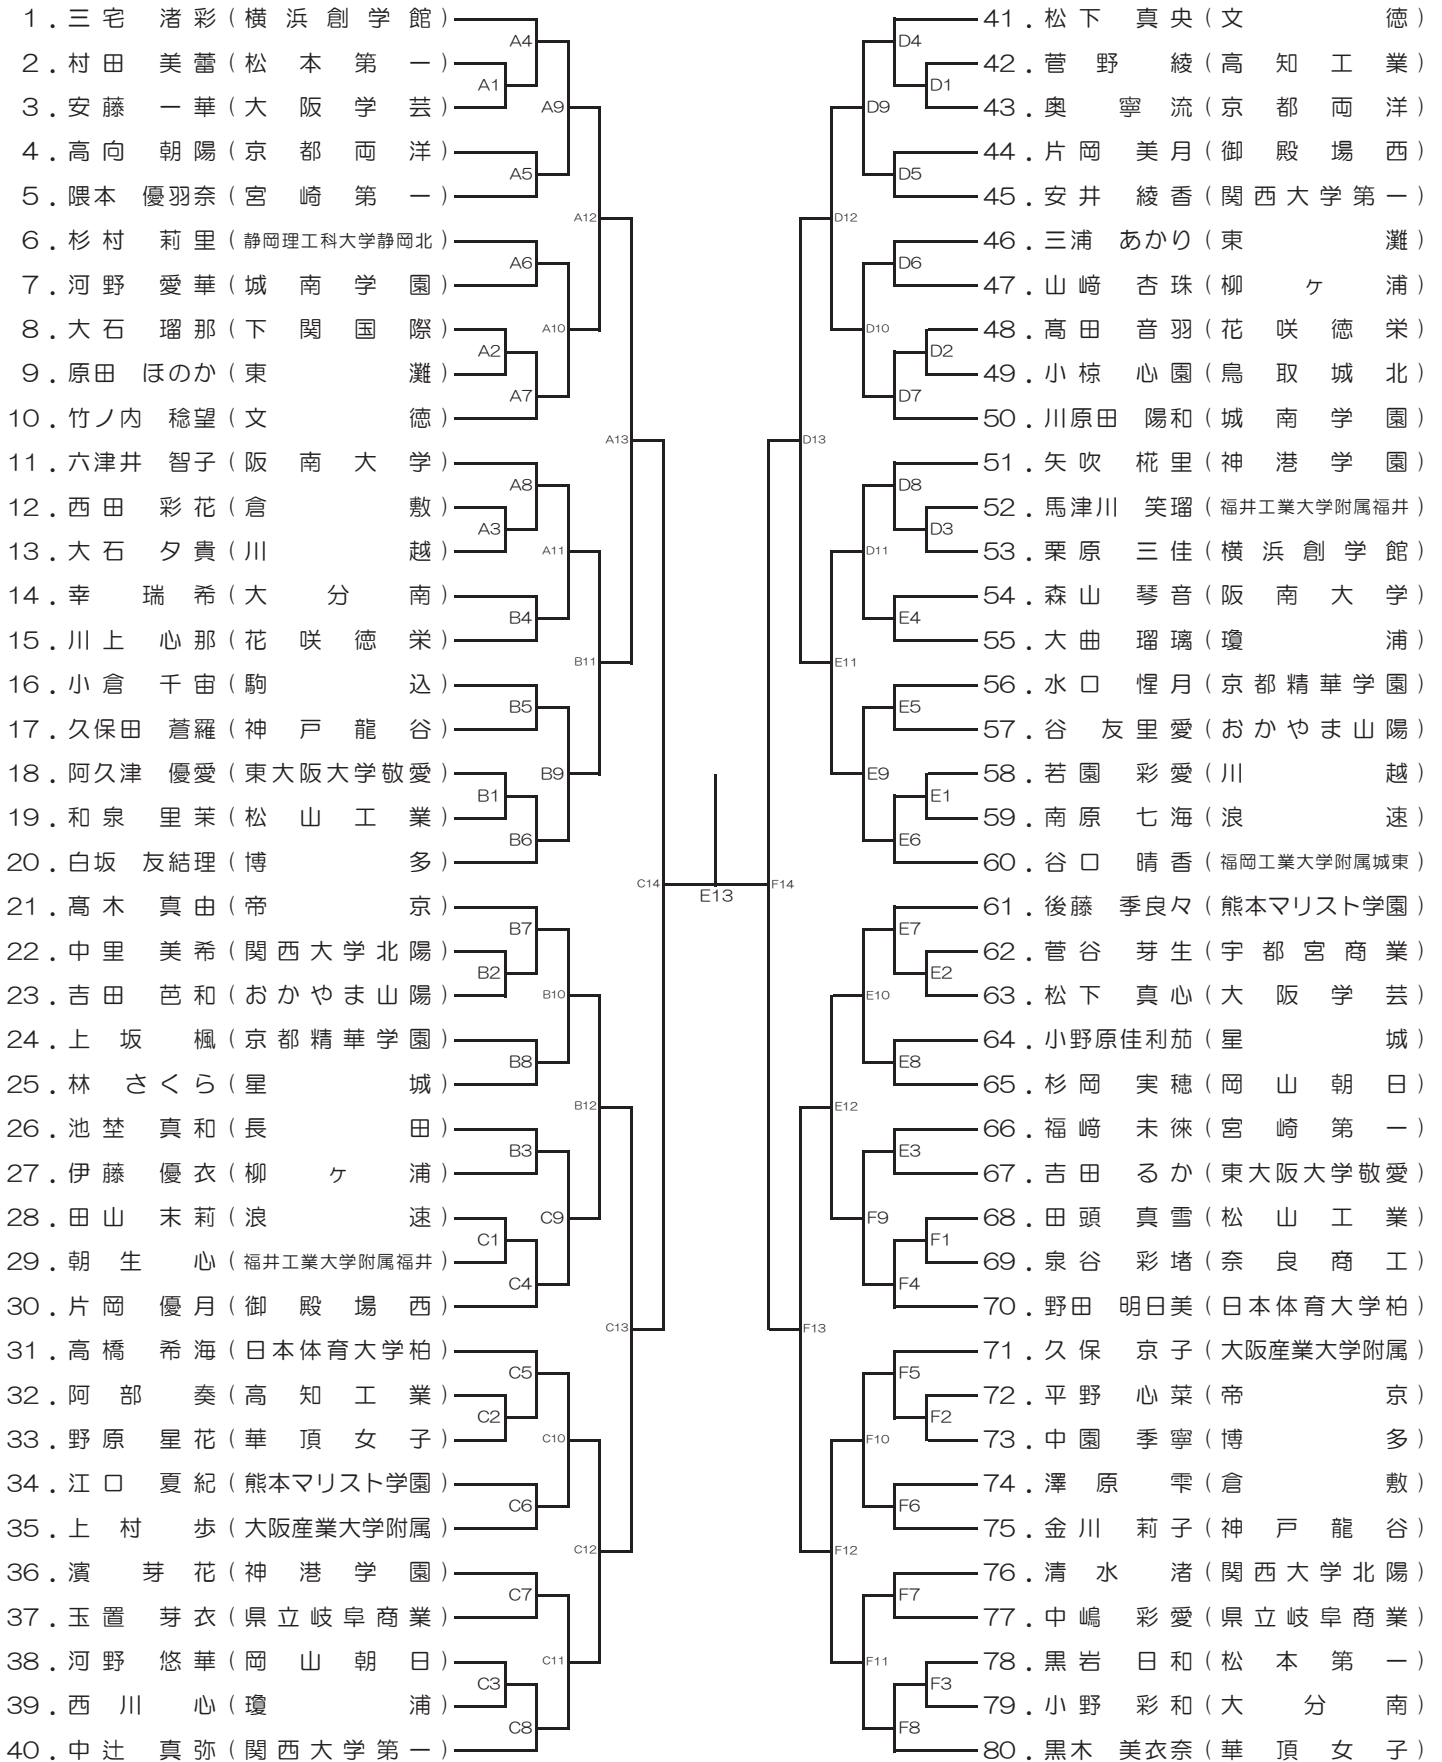 1．三宅 渚彩（横浜創学館）
2．村田 美蕾（松本第一）
3．安藤 一華（大阪学芸）
4．高向 朝陽（京都両洋）
5．隈本 優羽奈（宮崎第一）
6．杉村 莉里（静岡理工科大学静岡北）
7．河野 愛華（城南学園）
8．大石 瑠那（下関国際）
9．原田 ほのか（東灘）
10．竹ノ内 稔望（文徳）
11．六津井 智子（阪南大学）
12．西田 彩花（倉敷）
13．大石 夕貴（川越）
14．幸 瑞希（大分南）
15．川上 心那（花咲徳栄）
16．小倉 千宙（駒込）
17．久保田 蒼羅（神戸龍谷）
18．阿久津 優愛（東大阪大学敬愛）
19．和泉 里茉（松山工業）
20．白坂 友結理（博多）
21．髙木 真由（帝京）
22．中里 美希（関西大学北陽）
23．吉田 芭和（おかやま山陽）
24．上坂 楓（京都精華学園）
25．林 さくら（星城）
26．池埜 真和（長田）
27．伊藤 優衣（柳ヶ浦）
28．田山 末莉（浪速）
29．朝生 心（福井工業大学附属福井）
30．片岡 優月（御殿場西）
31．高橋 希海（日本体育大学柏）
32．阿部 奏（高知工業）
33．野原 星花（華頂女子）
34．江口 夏紀（熊本マリスト学園）
35．上村 歩（大阪産業大学附属）
36．濱 芽花（神港学園）
37．玉置 芽衣（県立岐阜商業）
38．河野 悠華（岡山朝日）
39．西川 心（瓊浦）
40．中辻 真弥（関西大学第一）
A4
A1
A9
A5
A12
A6
A10
A2
A7
A13
A8
A3
A11
B4
B11
B5
B9
B1
B6
C14
B7
B2
B10
B8
B12
B3
C9
C1
C4
C13
C5
C2
C10
C6
C12
C7
C11
C3
C8
E13
F14
D4
D1
D9
D5
D12
D6
D10
D2
D7
D13
D8
D3
D11
E4
E11
E5
E9
E1
E6
E7
E2
E10
E8
E12
E3
F9
F1
F4
F13
F5
F2
F10
F6
F12
F7
F11
F3
F8
41．松下 真央（文徳）
42．菅野 綾（高知工業）
43．奥 寧流（京都両洋）
44．片岡 美月（御殿場西）
45．安井 綾香（関西大学第一）
46．三浦 あかり（東灘）
47．山﨑 杏珠（柳ヶ浦）
48．髙田 音羽（花咲徳栄）
49．小椋 心園（鳥取城北）
50．川原田 陽和（城南学園）
51．矢吹 椛里（神港学園）
52．馬津川 笑瑠（福井工業大学附属福井）
53．栗原 三佳（横浜創学館）
54．森山 琴音（阪南大学）
55．大曲 瑠璃（瓊浦）
56．水口 惺月（京都精華学園）
57．谷 友里愛（おかやま山陽）
58．若園 彩愛（川越）
59．南原 七海（浪速）
60．谷口 晴香（福岡工業大学附属城東）
61．後藤 季良々（熊本マリスト学園）
62．菅谷 芽生（宇都宮商業）
63．松下 真心（大阪学芸）
64．小野原佳利茄（星城）
65．杉岡 実穂（岡山朝日）
66．福﨑 未徠（宮崎第一）
67．吉田 るか（東大阪大学敬愛）
68．田頭 真雪（松山工業）
69．泉谷 彩堵（奈良商工）
70．野田 明日美（日本体育大学柏）
71．久保 京子（大阪産業大学附属）
72．平野 心菜（帝京）
73．中園 季寧（博多）
74．澤原 雫（倉敷）
75．金川 莉子（神戸龍谷）
76．清水 渚（関西大学北陽）
77．中嶋 彩愛（県立岐阜商業）
78．黒岩 日和（松本第一）
79．小野 彩和（大分南）
80．黒木 美衣奈（華頂女子）